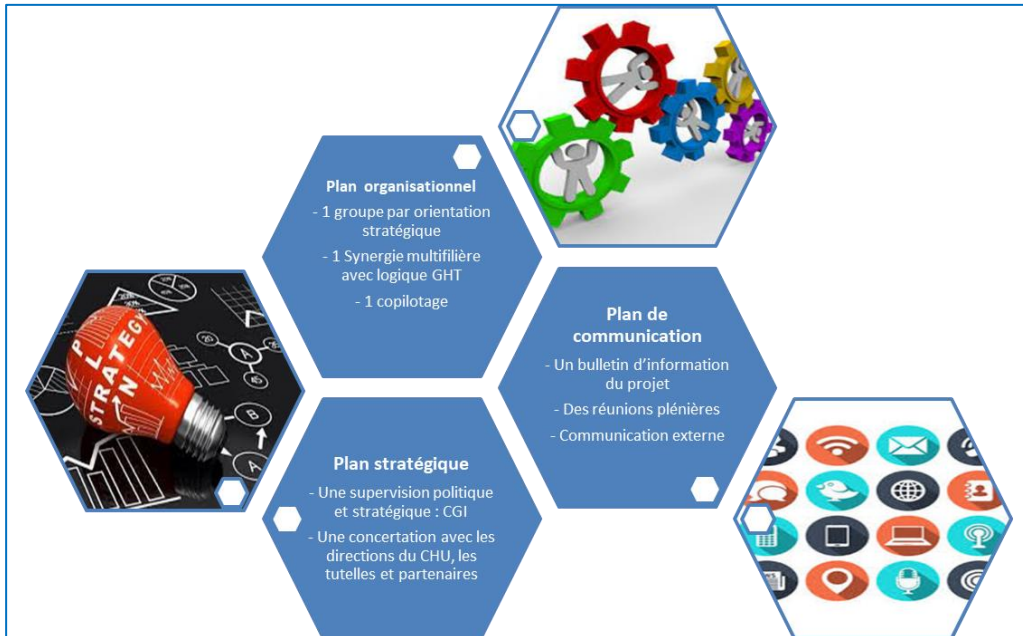 Plan organisationnel
- 1 groupe par orientation
stratégique
- 1 Synergie multifilière
avec logique GHT
- 1 copilotage
Plan de
communication
- Un bulletin d’information
du projet
- Des réunions plénières
- Communication externe
PLAN
STRATEGY
A
B
A
Plan stratégique
- Une supervision politique
et stratégique : CGI
- Une concertation avec les
directions du CHU, les
tutelles et partenaires